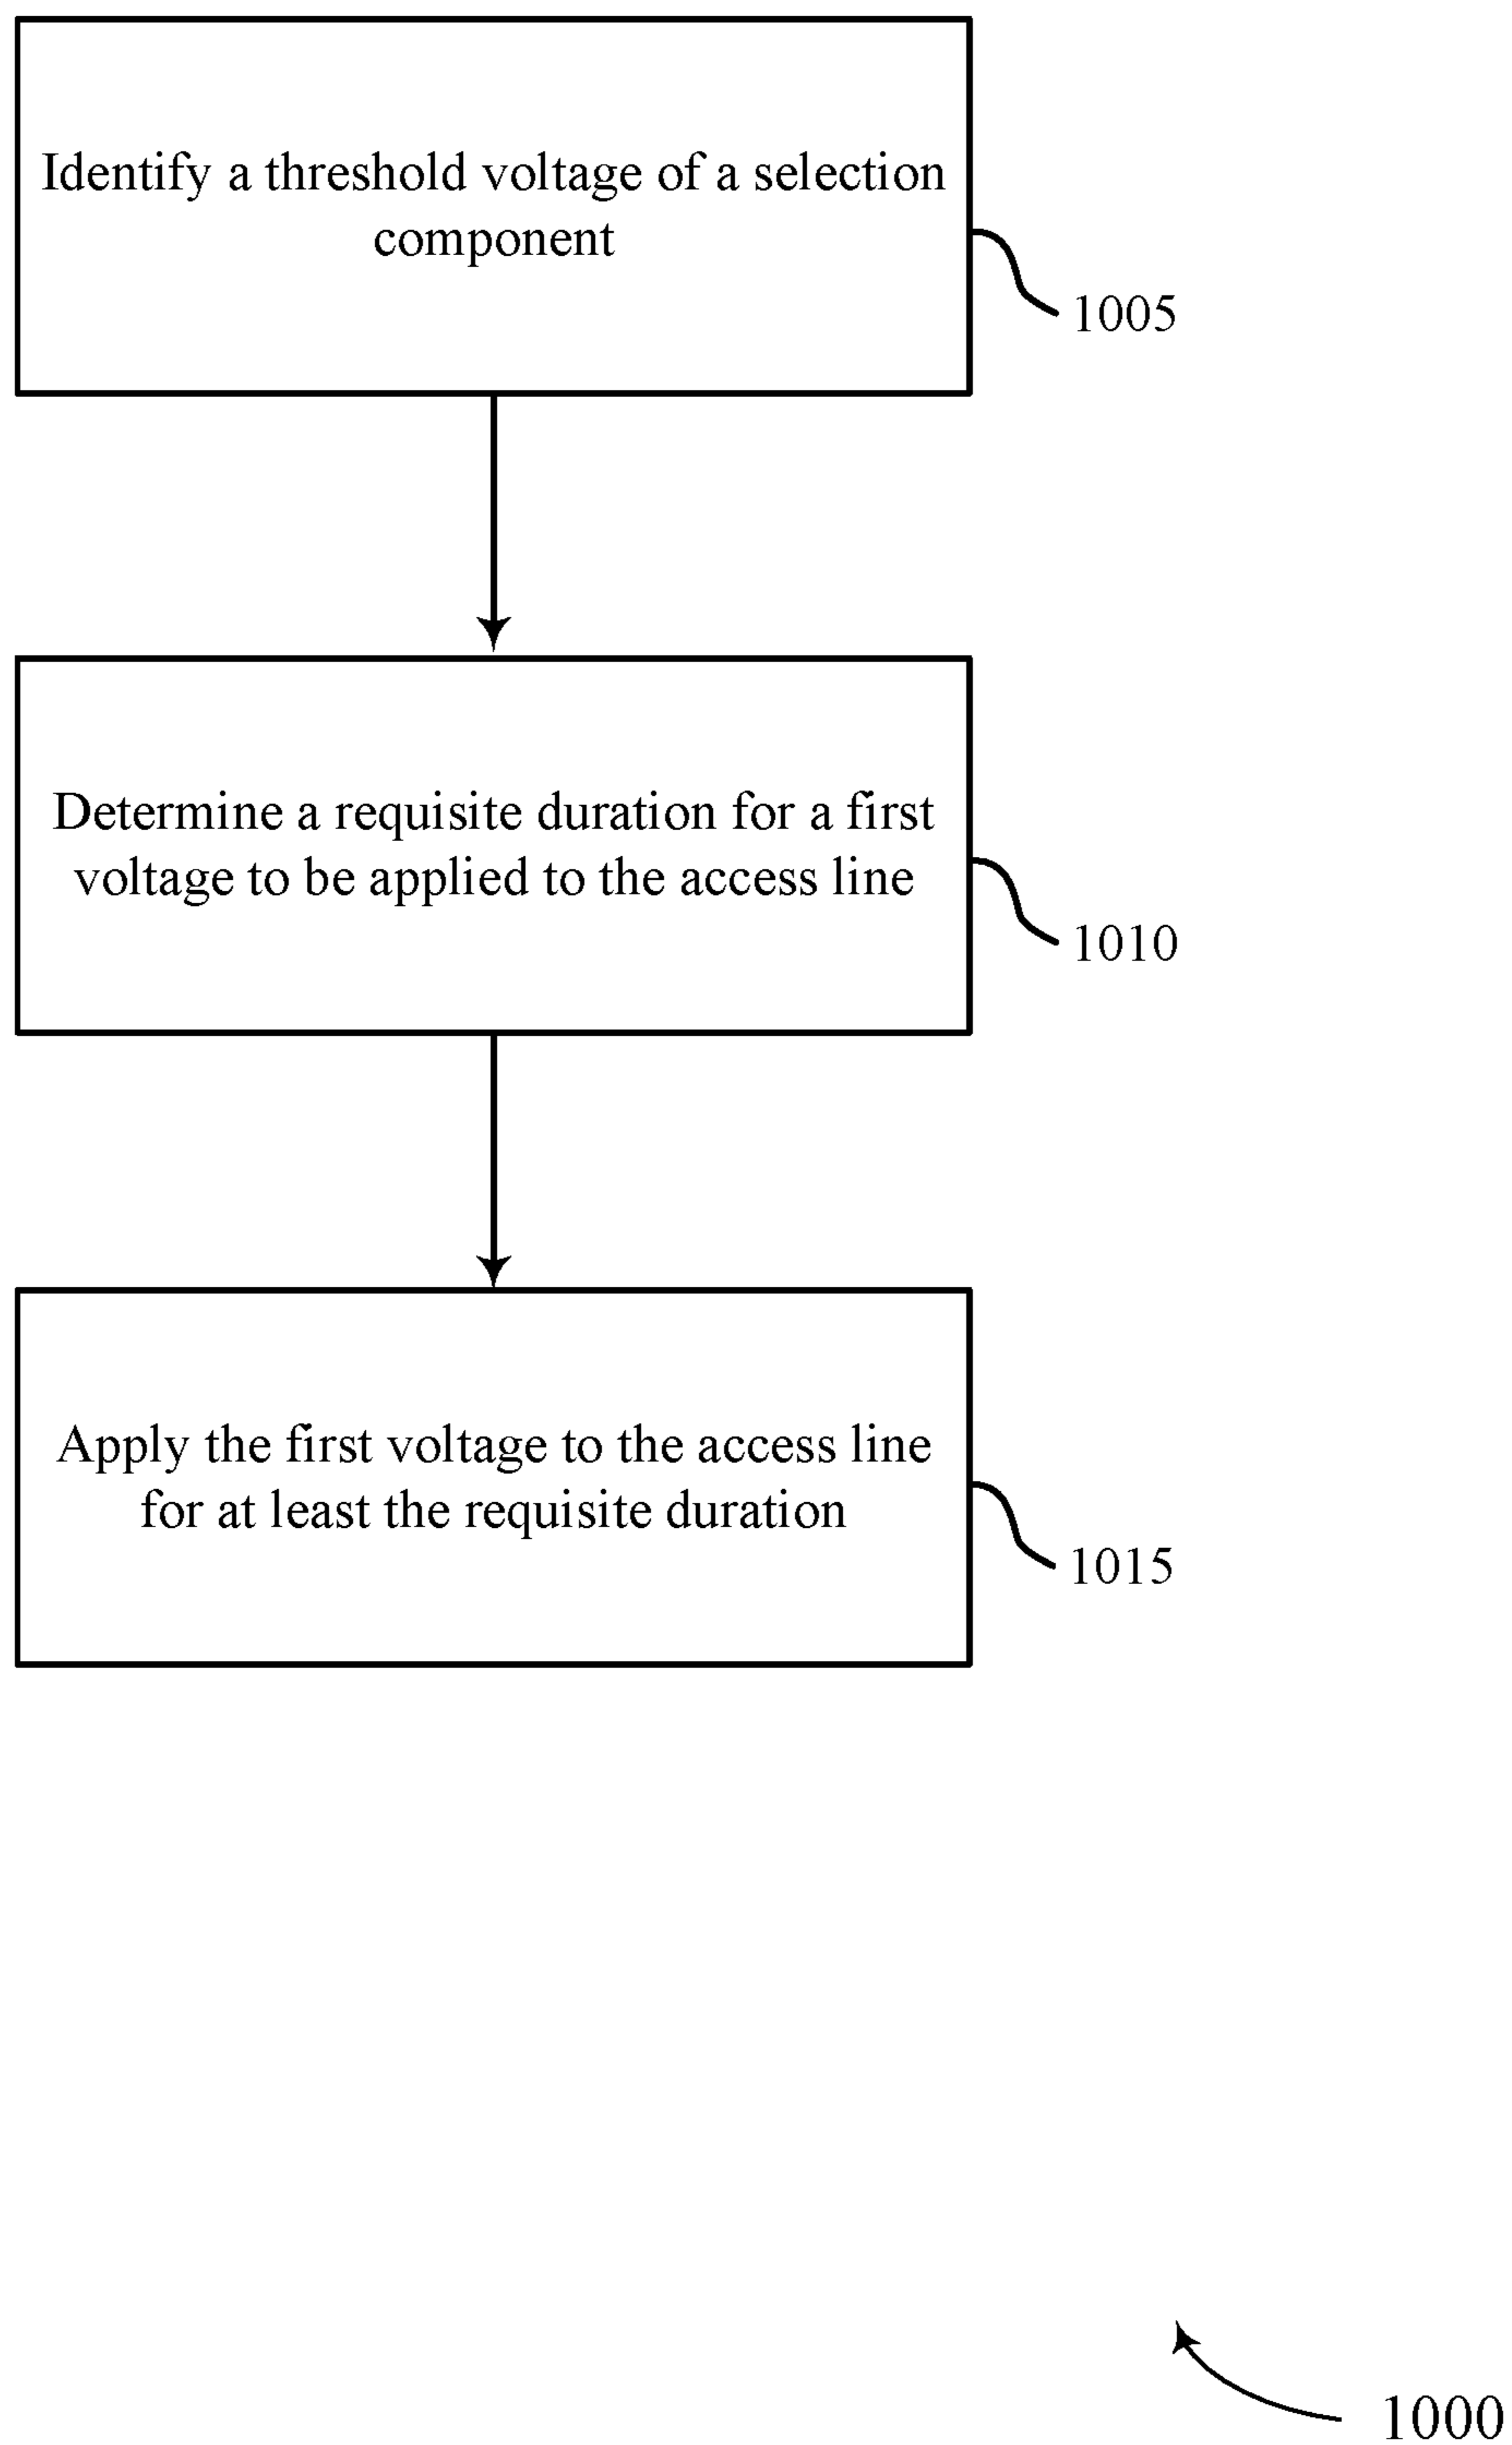 Identify a threshold voltage of a selection
component
1005
Determine a requisite duration for a first
voltage to be applied to the access line
1010
Apply the first voltage to the access line
for at least the requisite duration
1015
1000